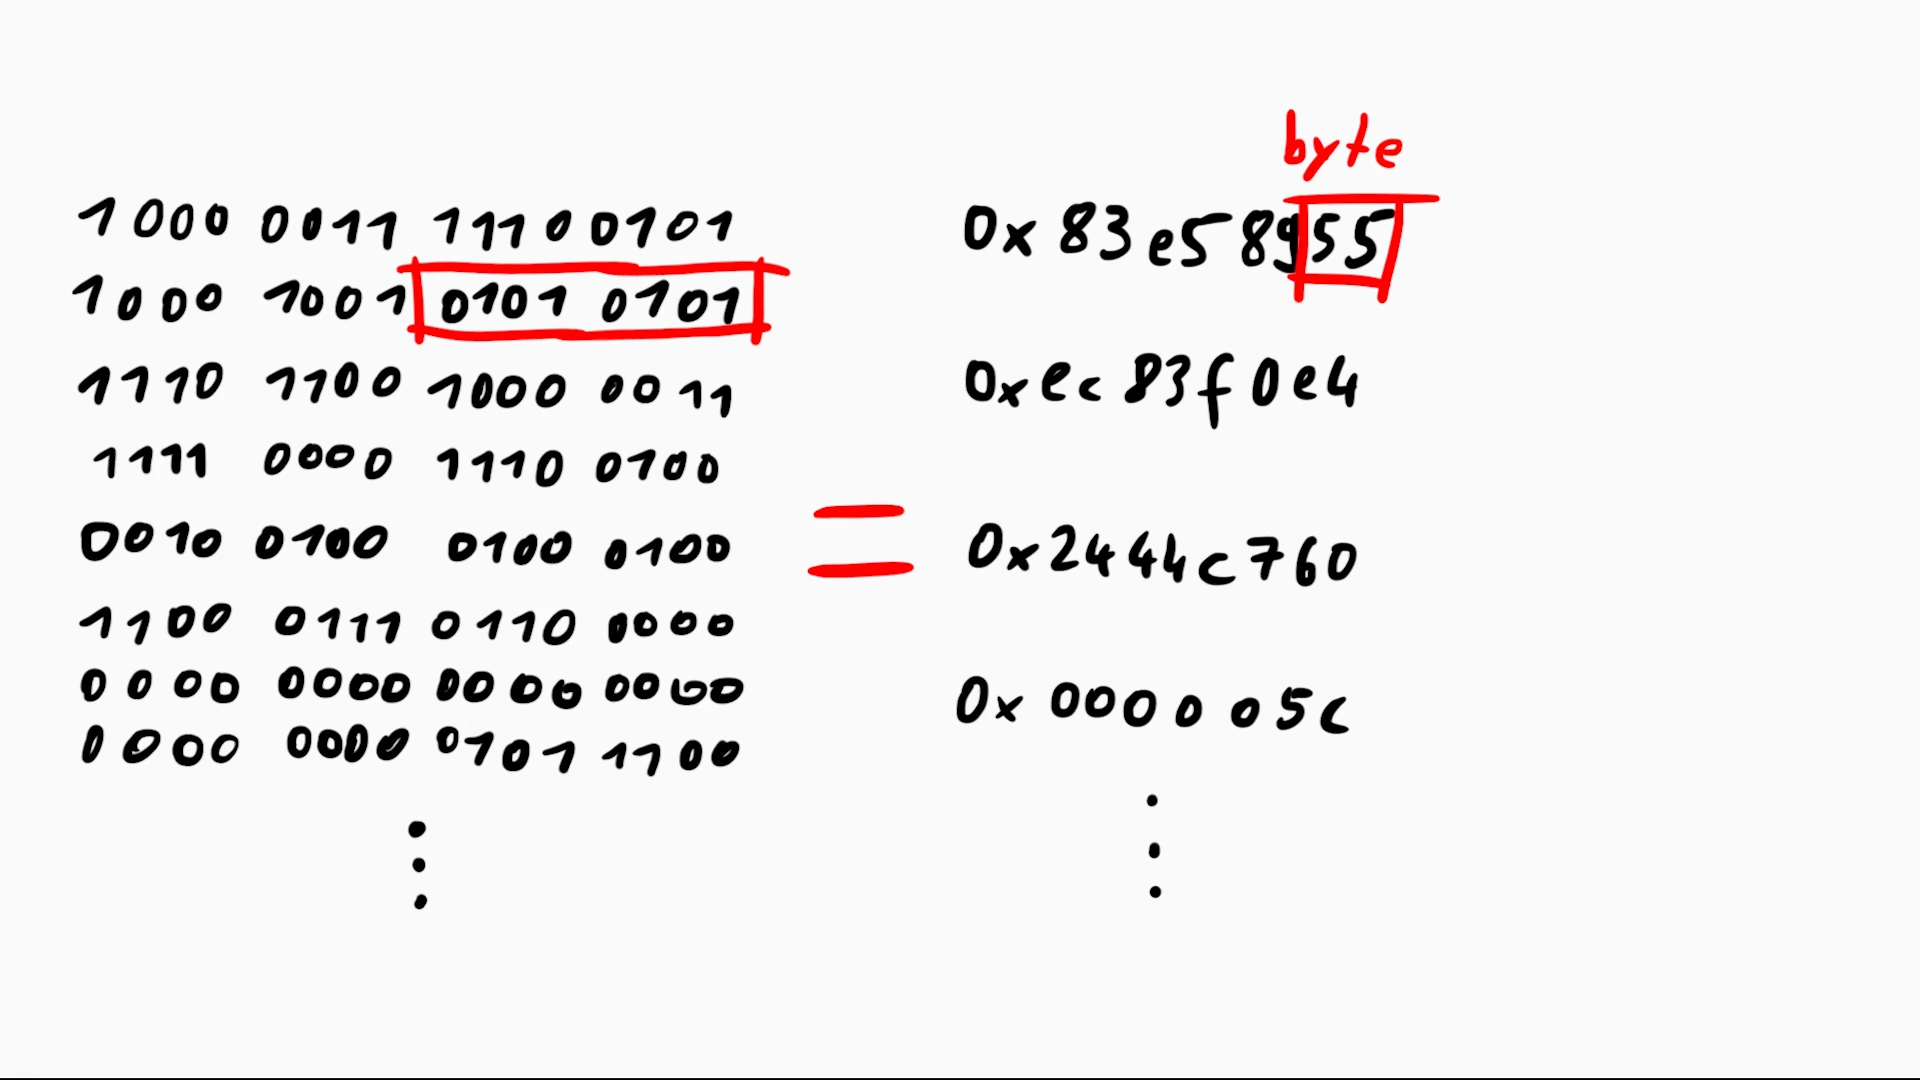 1000 0011 1110 0101
1000 1001 0101 0101
1110 1100 1000 0011
1111 0000 1110 0100
0010 0100 0100 0100
1100 0111 0110 0000
0000 0000 0000 0000
0000 0000 0101 1100
=
byte
0x83e58955
0xec83f0e4
0x2444c760
0x0000005c